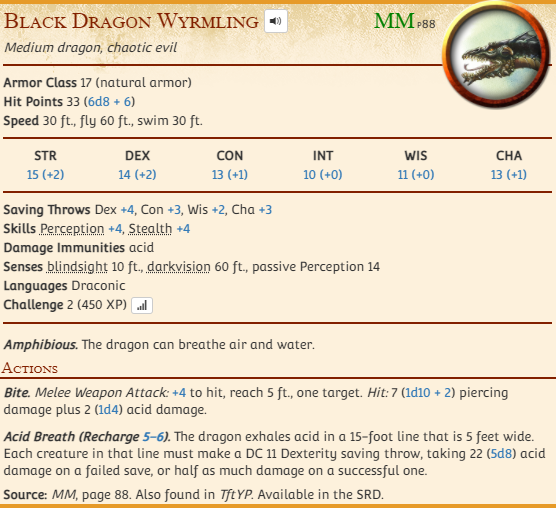 BLACK DRAGON WYRMLING MM P88
Medium dragon, chaotic evil
Armor Class 17 (natural armor)
Hit Points 33 (6d8 + 6)
Speed 30 ft., fly 60 ft., swim 30 ft.
STR DEX CON INT WIS CHA
15 (+2) 14 (+2) 13 (+1) 10 (+0) 11 (+0) 13 (+1)
Saving Throws Dex +4, Con +3, Wis +2, Cha +3
Skills Perception +4, Stealth +4
Damage Immunities acid
Senses blindsight 10 ft., darkvision 60 ft., passive Perception 14
Languages Draconic
Challenge 2 (450 XP)
Amphibious. The dragon can breathe air and water.
ACTIONS
Bite. Melee Weapon Attack: +4 to hit, reach 5 ft., one target. Hit: 7 (1d10 + 2) piercing
damage plus 2 (1d4) acid damage.
Acid Breath (Recharge 5–6). The dragon exhales acid in a 15-foot line that is 5 feet wide.
Each creature in that line must make a DC 11 Dexterity saving throw, taking 22 (5d8) acid
damage on a failed save, or half as much damage on a successful one.
Source: MM, page 88. Also found in TftYP. Available in the SRD.